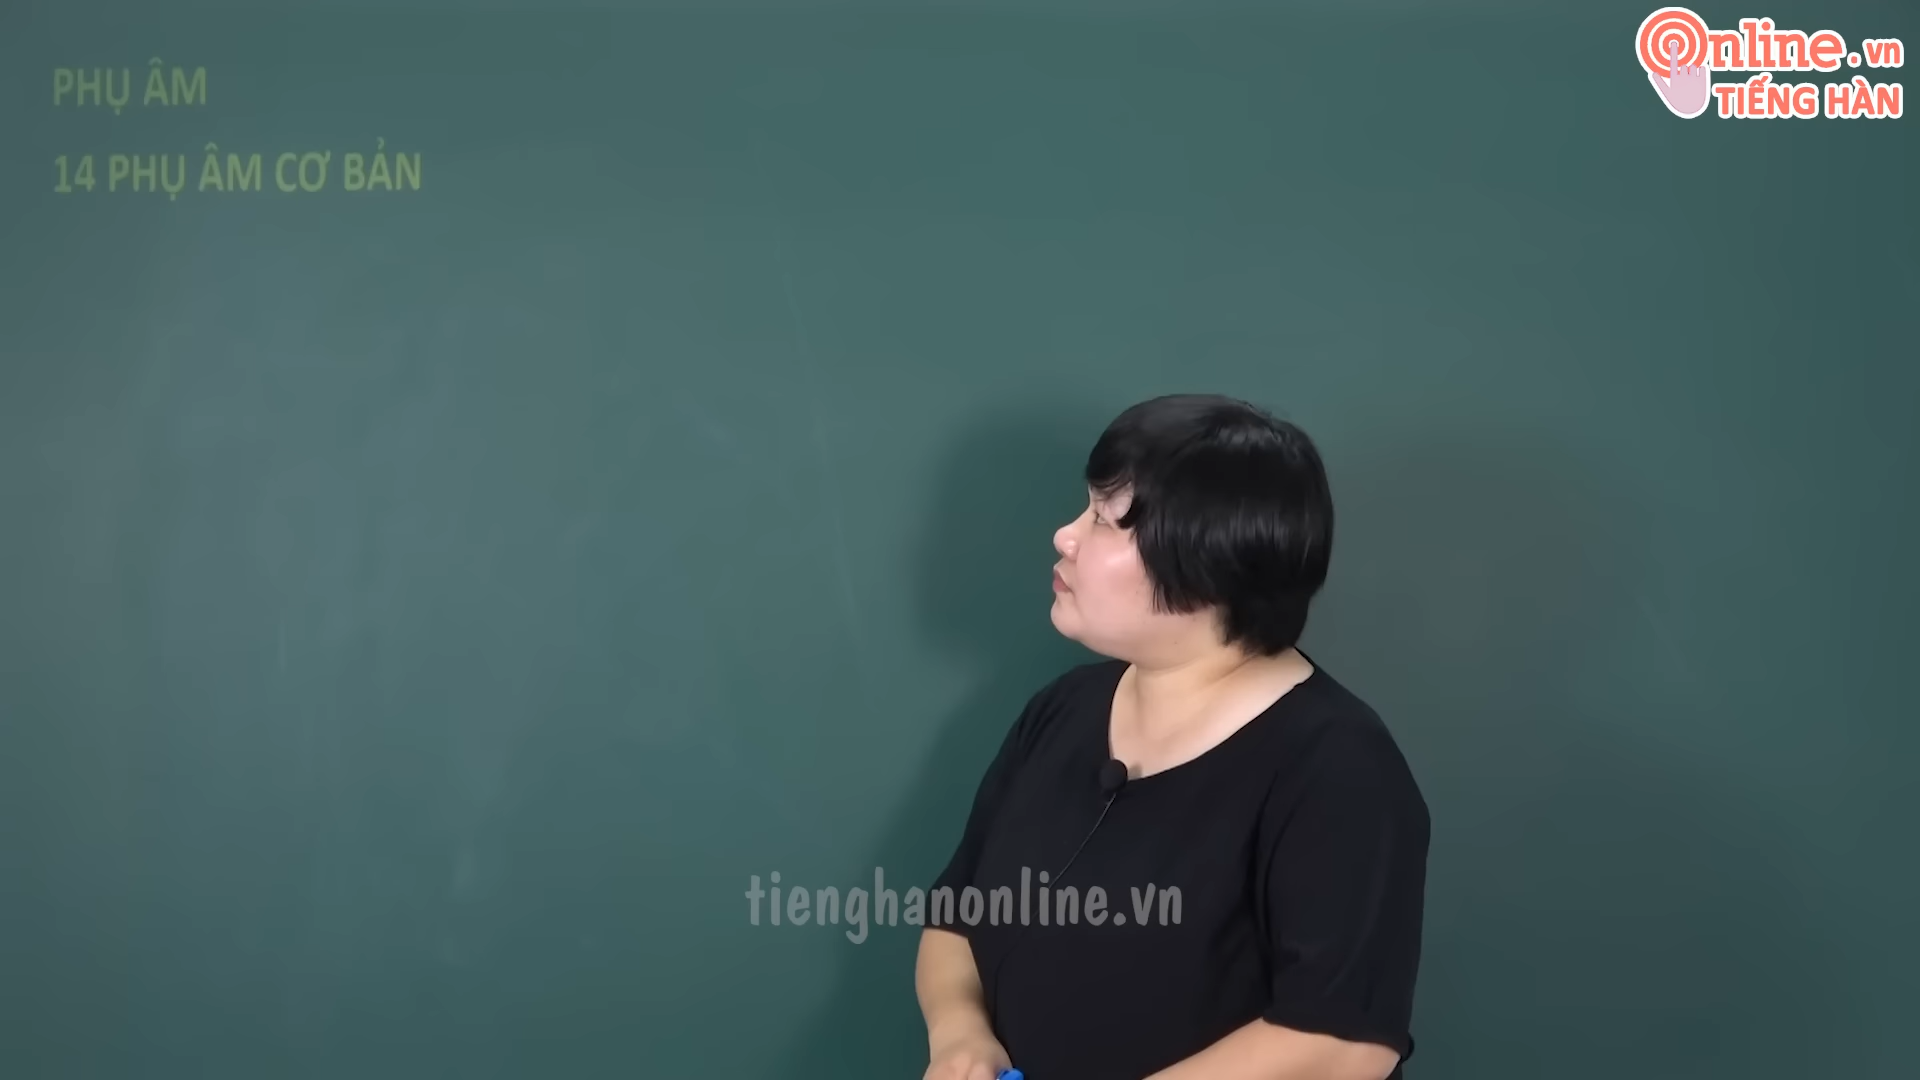 PHỤ ÂM
14 PHỤ ÂM CƠ BẢN
Online.vn
TIẾNG HÀN
tienghanonline.vn